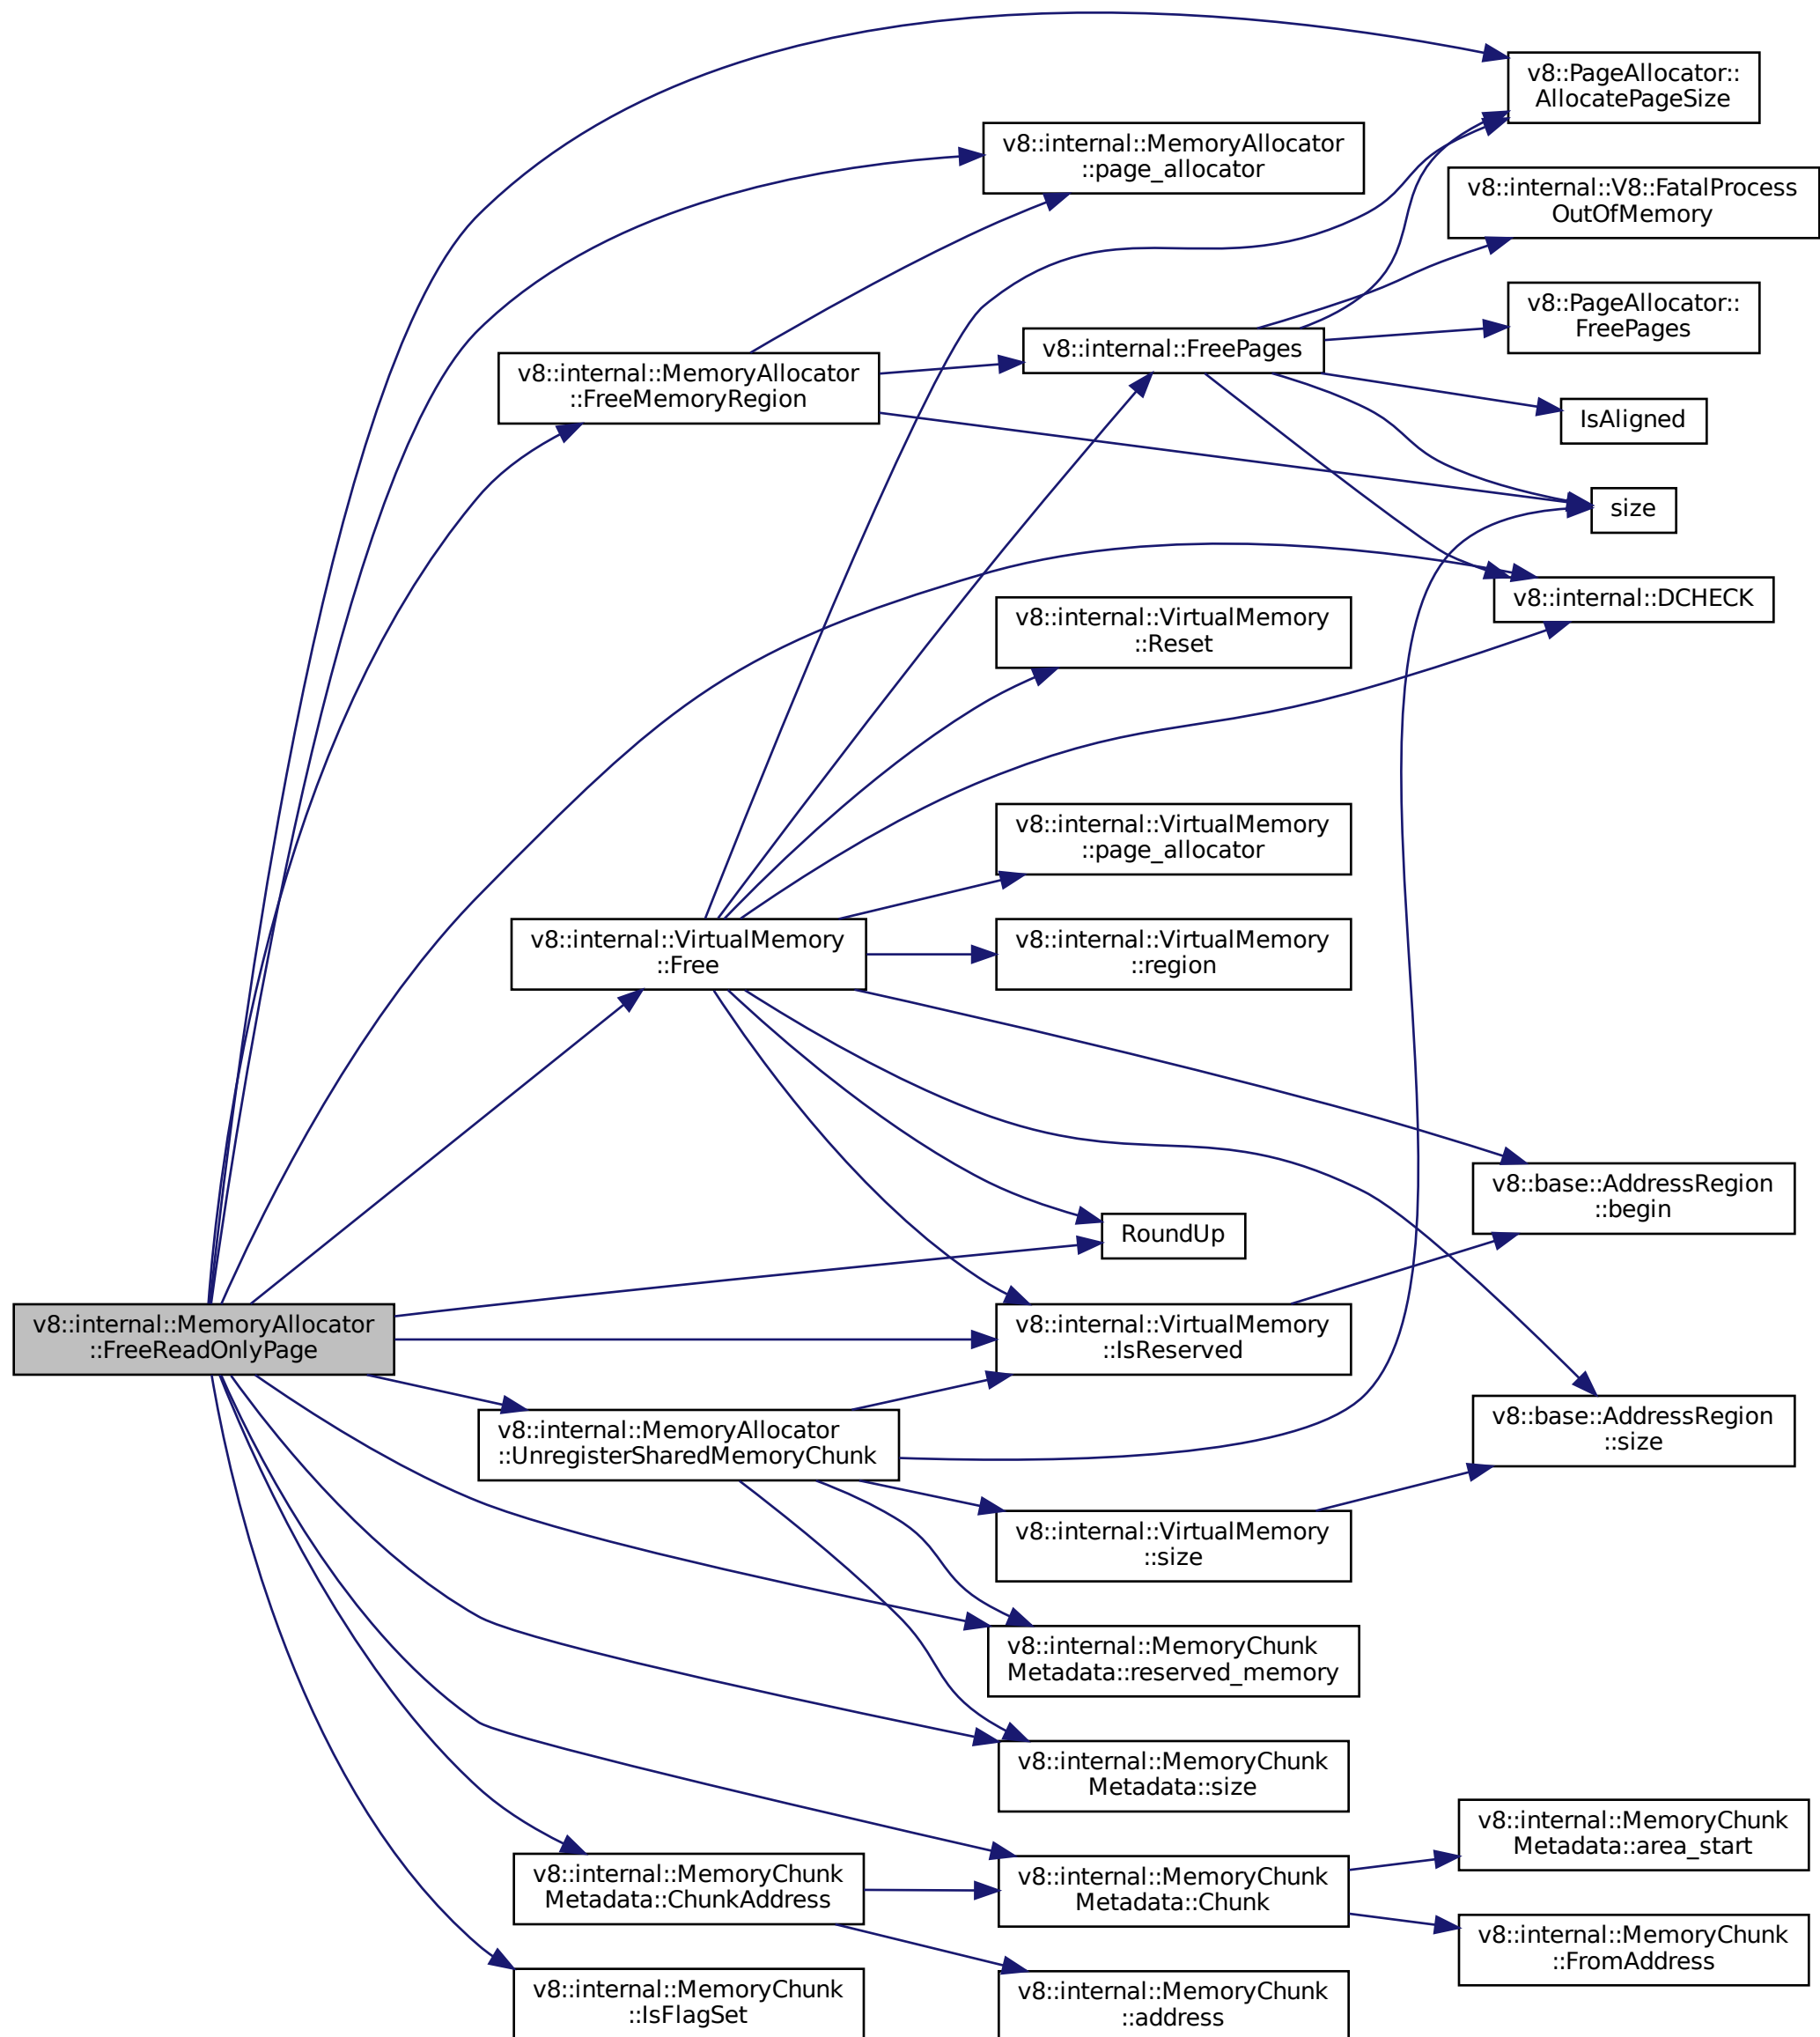 v8::PageAllocator::
AllocatePageSize
v8::internal::MemoryAllocator
::page_allocator
v8::internal::V8::FatalProcess
OutOfMemory
v8::PageAllocator::
FreePages
v8::internal::FreePages
v8::internal::MemoryAllocator
::FreeMemoryRegion
IsAligned
size
v8::internal::DCHECK
v8::internal::VirtualMemory
::Reset
v8::internal::VirtualMemory
::page_allocator
v8::internal::VirtualMemory
::Free
v8::internal::VirtualMemory
::region
v8::base::AddressRegion
::begin
RoundUp
v8::internal::MemoryAllocator
::FreeReadOnlyPage
v8::internal::VirtualMemory
::IsReserved
v8::base::AddressRegion
::size
v8::internal::MemoryAllocator
::UnregisterSharedMemoryChunk
v8::internal::VirtualMemory
::size
v8::internal::MemoryChunk
Metadata::reserved_memory
v8::internal::MemoryChunk
Metadata::size
v8::internal::MemoryChunk
Metadata::area_start
v8::internal::MemoryChunk
Metadata::ChunkAddress
v8::internal::MemoryChunk
Metadata::Chunk
v8::internal::MemoryChunk
::FromAddress
v8::internal::MemoryChunk
::IsFlagSet
v8::internal::MemoryChunk
::address